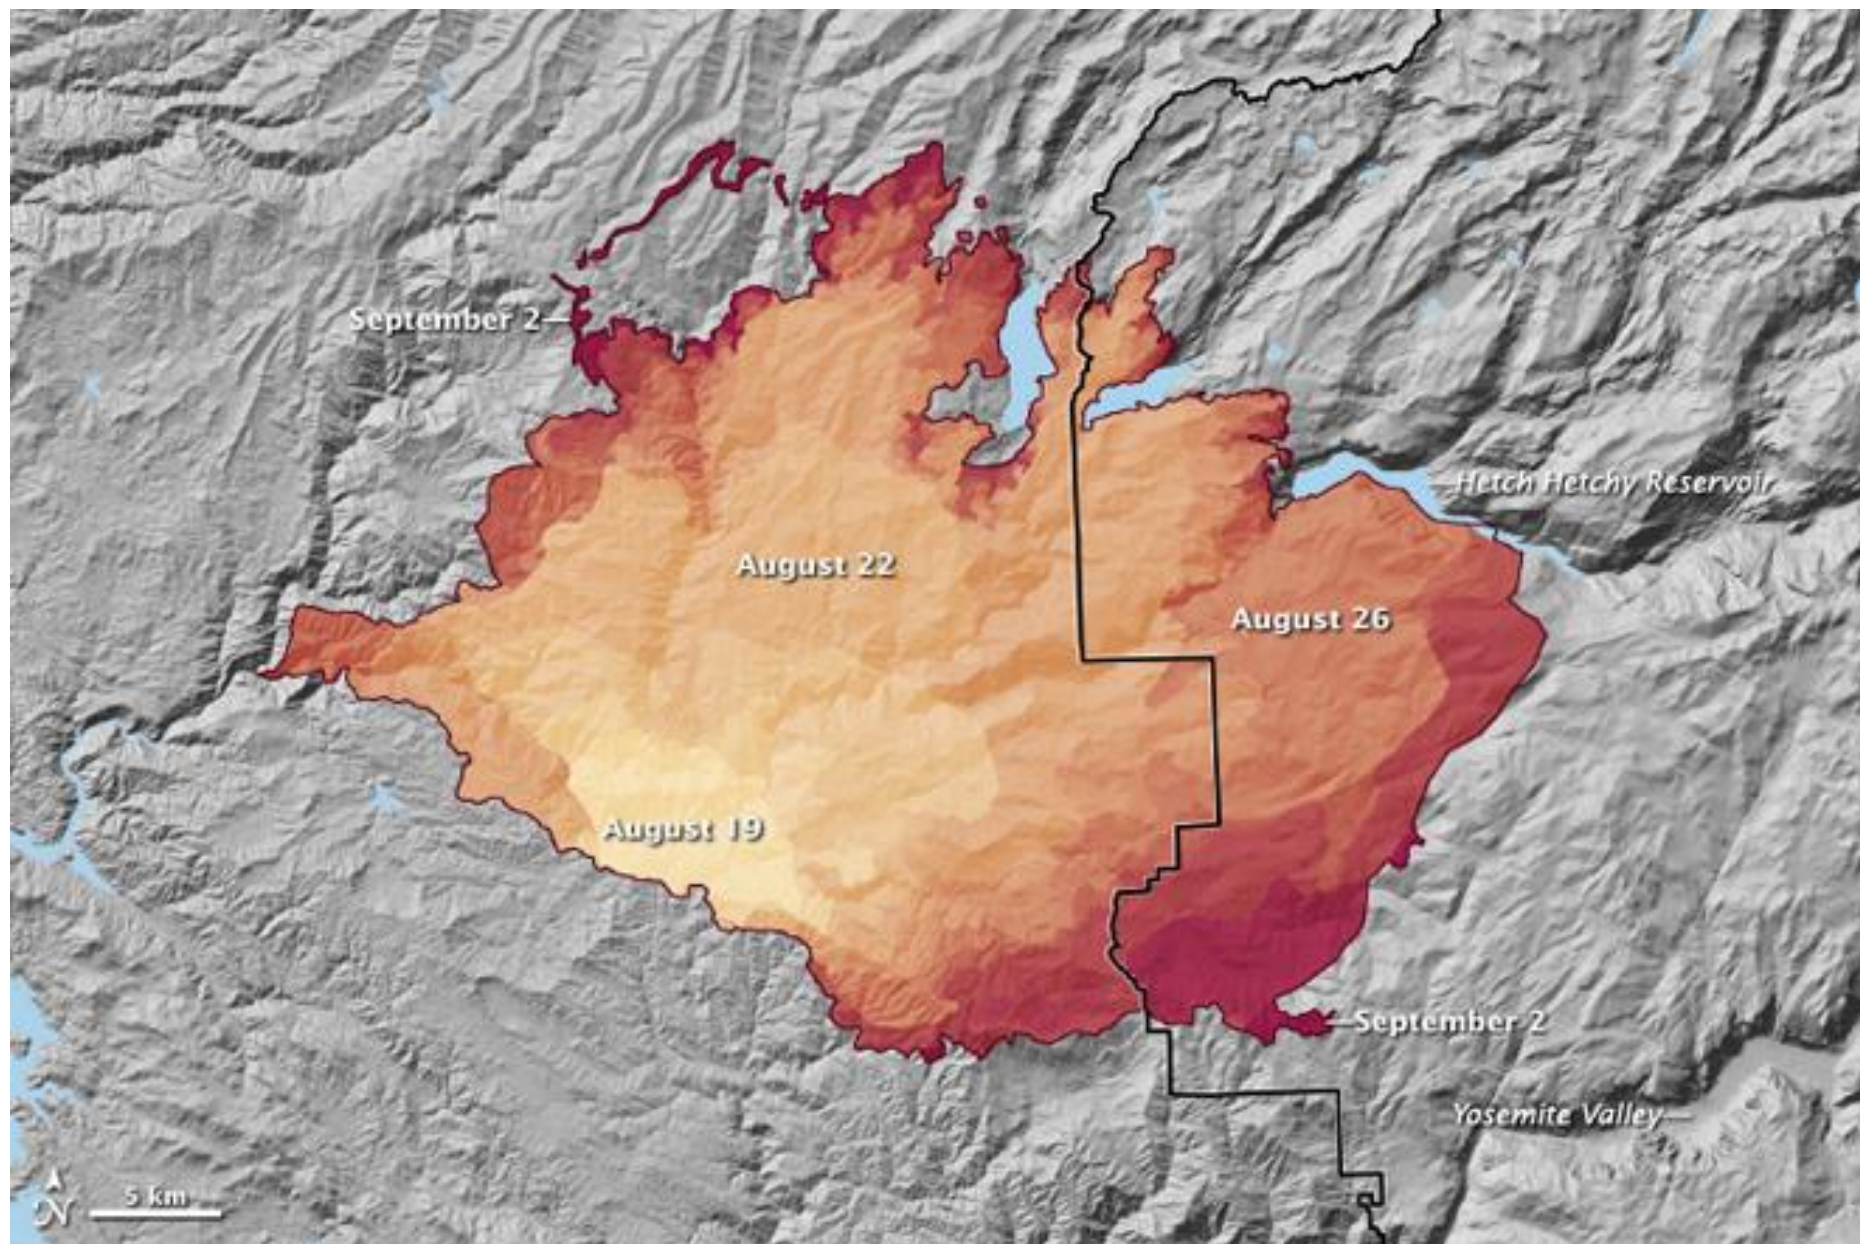 September 2
Hetch Hetchy Reservoir
August 22
August 26
August 19
September 2
Yosemite Valley
N
5 km